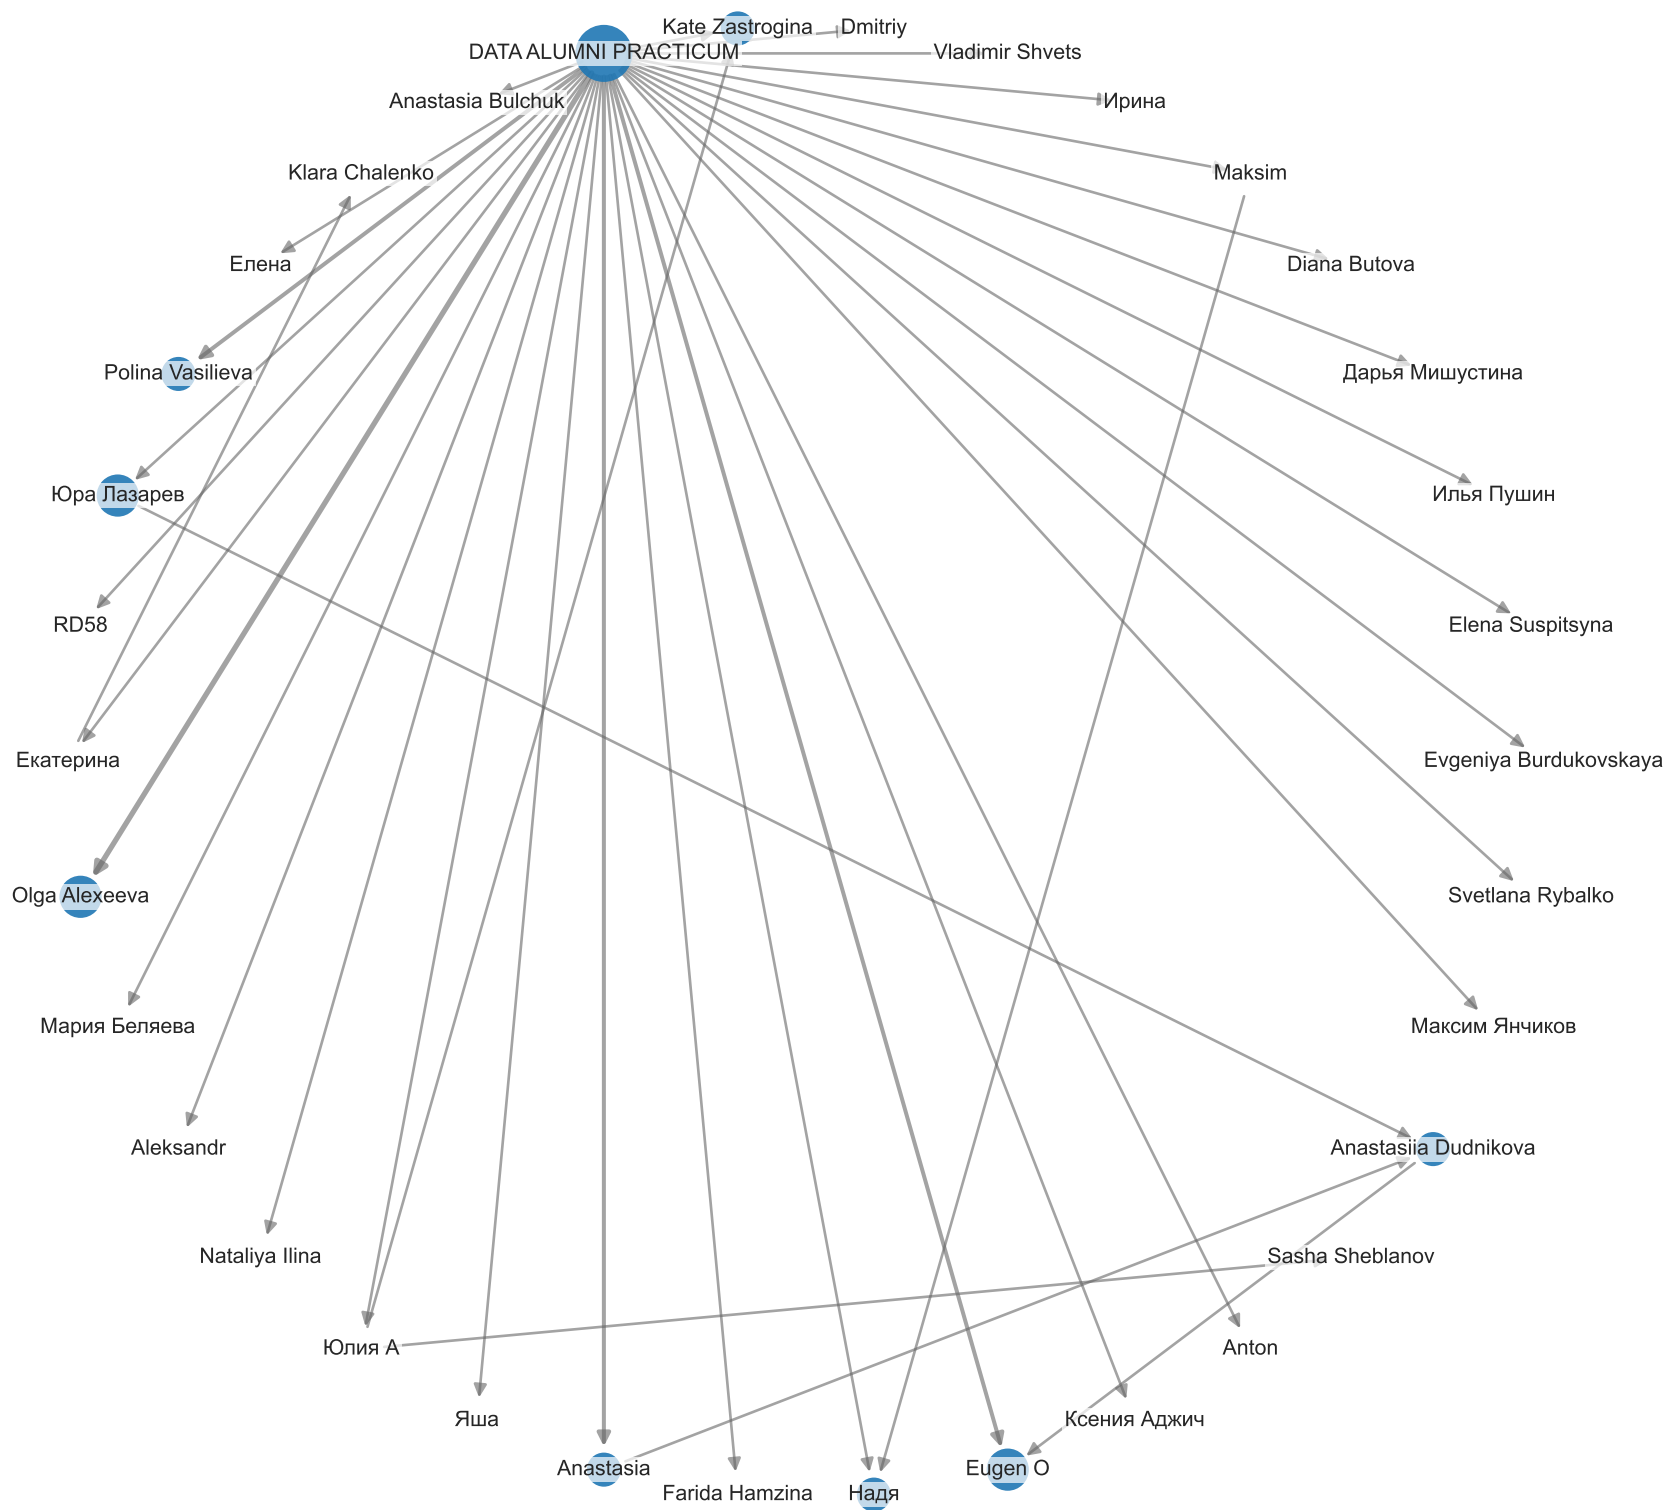 Kate Zastrogina
Dmitriy
DATA ALUMNI PRACTICUM
Vladimir Shvets
Anastasia Bulchuk
Ирина
Klara Chalenko
Maksim
Елена
Diana Butova
Polina Vasilieva
Дарья Мишустина
Юра Лазарев
Илья Пушин
RD58
Elena Suspitsyna
Екатерина
Evgeniya Burdukovskaya
Olga Alexeeva
Svetlana Rybalko
Мария Беляева
Максим Янчиков
Aleksandr
Anastasiia Dudnikova
Nataliya Ilina
Sasha Sheblanov
Юлия А
Anton
Яша
Ксения Аджич
Anastasia
Eugen O
Farida Hamzina
Надя